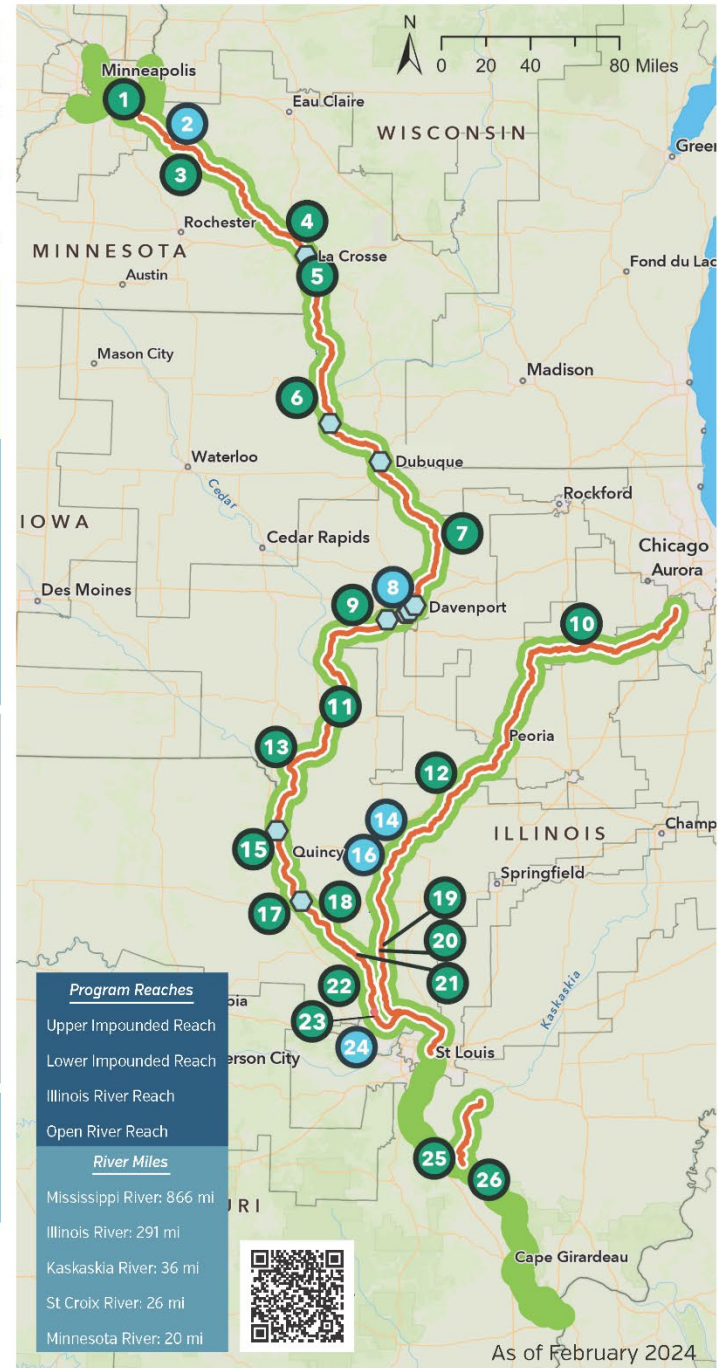 N
0 20 40 80 Miles
Minneapolis
1
2
3
Eau Claire
WISCONSIN
Green
Rochester
4
La Crosse
MINNESOTA
Austin
5
Fond du Lac
Mason City
Madison
6
Waterloo
Dubuque
Cedar
Rockford
IOWA
7
Cedar Rapids
Chicago
Aurora
8
Des Moines
9
Davenport
10
11
Peoria
13
12
14
ILLINOIS
Champ
15
Quincy
16
Springfield
17
18
19
20
21
Kaskaskia
22
23
24
bia
erson City
St Louis
25
26
URI
Cape Girardeau
Program Reaches
Upper Impounded Reach
Lower Impounded Reach
Illinois River Reach
Open River Reach
River Miles
Mississippi River: 866 mi
Illinois River: 291 mi
Kaskaskia River: 36 mi
St Croix River: 26 mi
Minnesota River: 20 mi
As of February 2024